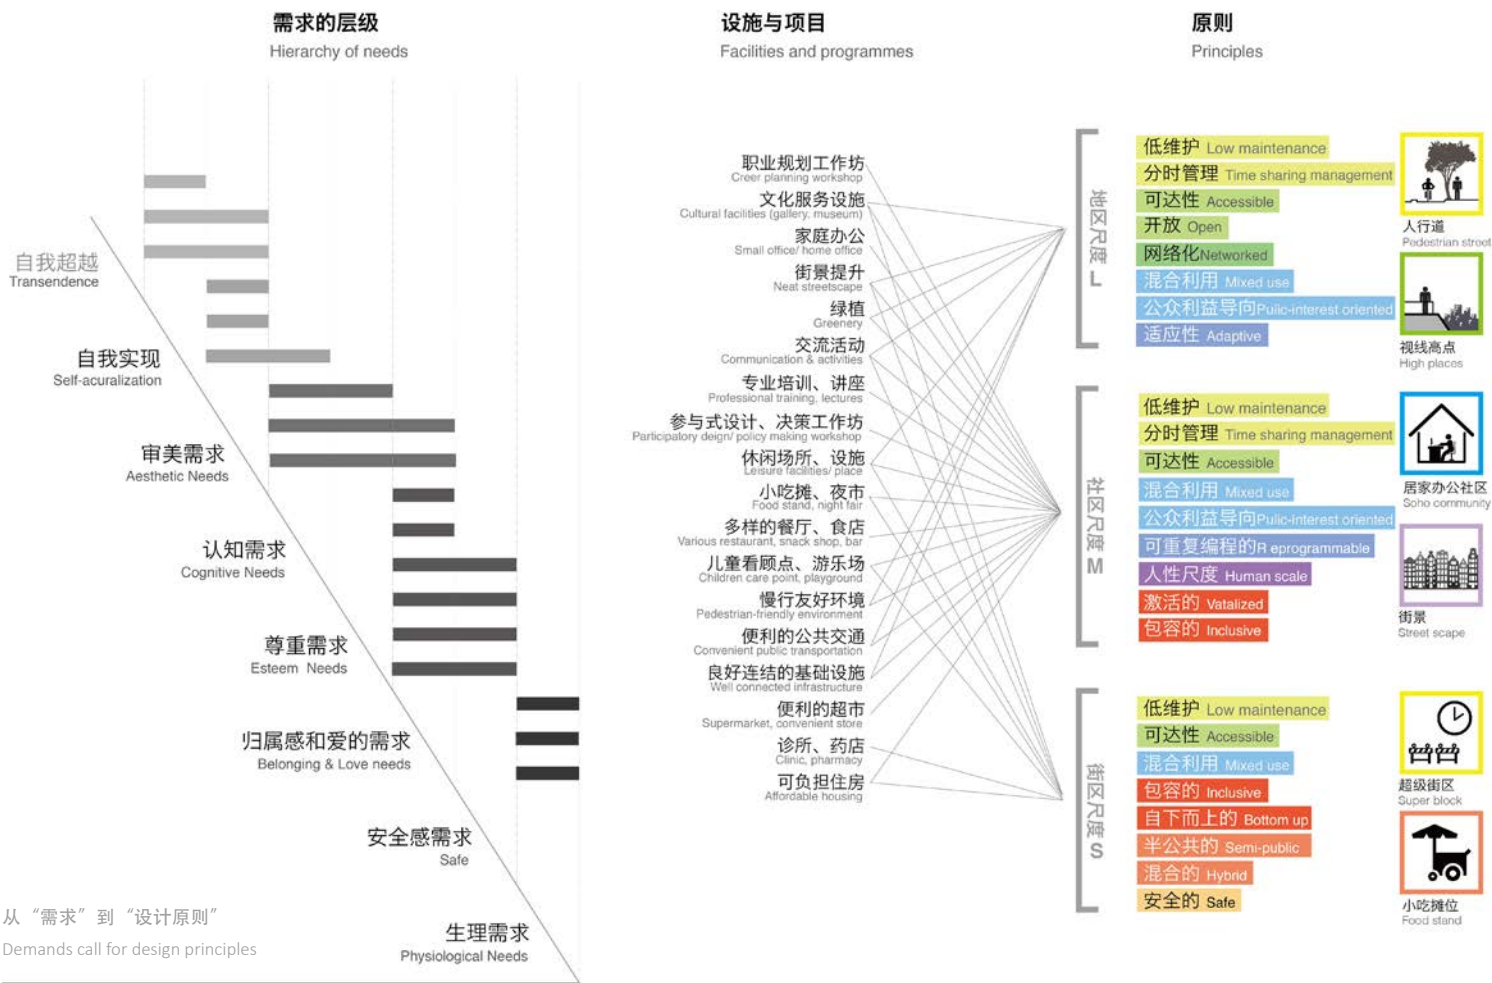 需求的层级
Hierarchy of needs
自我超越
Transendence
自我实现
Self-acuralization
审美需求
Aesthetic Needs
认知需求
Cognitive Needs
尊重需求
Esteem Needs
归属感和爱的需求
Belonging & Love needs
安全感需求
Safe
生理需求
Physiological Needs
从“需求”到“设计原则”
Demands call for design principles
设施与项目
Facilities and programmes
职业规划工作坊
Creer planning workshop
文化服务设施
Cultural facilities (gallery. museum)
家庭办公
Small office/ home office
街景提升
Neat streetscape
绿植
Greenery
交流活动
Communication & activities
专业培训、讲座
Professional training, lectures
参与式设计、决策工作坊
Participatory deign/ policy making workshop
休闲场所、设施
Leisure facilities/ place
小吃摊、夜市
Food stand, night fair
多样的餐厅、食店
Various restaurant, snack shop, bar
儿童看顾点、游乐场
Children care point, playground
慢行友好环境
Pedestrian-friendly environment
便利的公共交通
Convenient public transportation
良好连结的基础设施
Well connected infrastructure
便利的超市
Supermarket, convenient store
诊所、药店
Clinic, pharmacy
可负担住房
Affordable housing
原则
Principles
地区尺度 L
低维护 Low maintenance
分时管理 Time sharing management
可达性 Accessible
开放 Open
网络化Networked
混合利用 Mixed use
公众利益导向Pulic-interest oriented
适应性 Adaptive
人行道
Pedestrian street
视线高点
High places
社区尺度 M
低维护 Low maintenance
分时管理 Time sharing management
可达性 Accessible
混合利用 Mixed use
公众利益导向Pulic-interest oriented
可重复编程的R eprogrammable
人性尺度 Human scale
激活的 Vatalized
包容的 Inclusive
居家办公社区
Soho community
街景
Street scape
街区尺度 S
低维护 Low maintenance
可达性 Accessible
混合利用 Mixed use
包容的 Inclusive
自下而上的 Bottom up
半公共的 Semi-public
混合的 Hybrid
安全的 Safe
超级街区
Super block
小吃摊位
Food stand